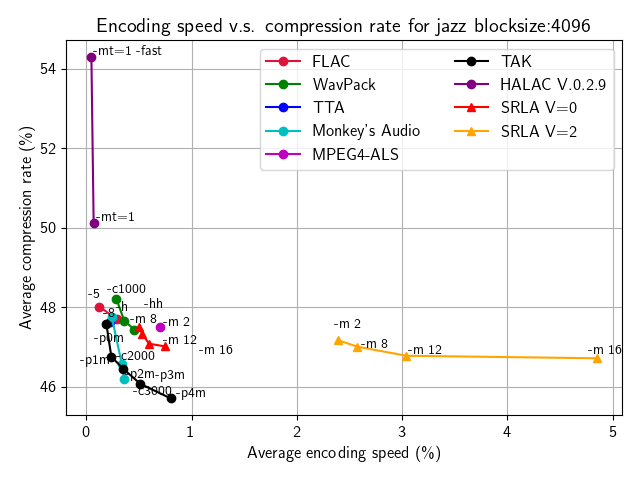 Encoding speed v.s. compression rate for jazz blocksize:4096
FLAC
WavPack
TTA
Monkey's Audio
MPEG4-ALS
TAK
HALAC V.0.2.9
SRLA V=0
SRLA V=2
-mt=1 -fast
-mt=1
-5
-c1000
-hh
-8
-h
-m 8
-m 2
-p0m
-m 12
-m 16
-p1m
-c2000
-p2m
-p3m
-c3000
-p4m
-m 2
-m 8
-m 12
-m 16
54
52
50
48
46
0
1
2
3
4
5
Average compression rate (%)
Average encoding speed (%)